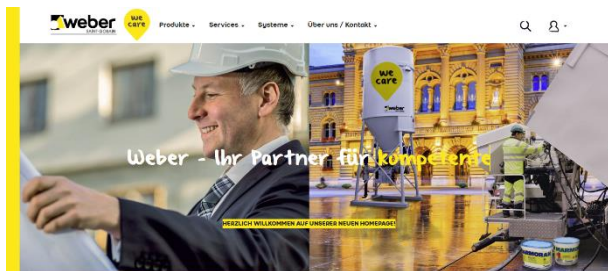 weber
SAINT-GOBAIN
we
care
Produkte
Services
Systeme
Über uns / Kontakt
we
care
weber
Weber - Ihr Partner für kompetente
HERZLICH WILLKOMMEN AUF UNSERER NEUEN HOMEPAGE!